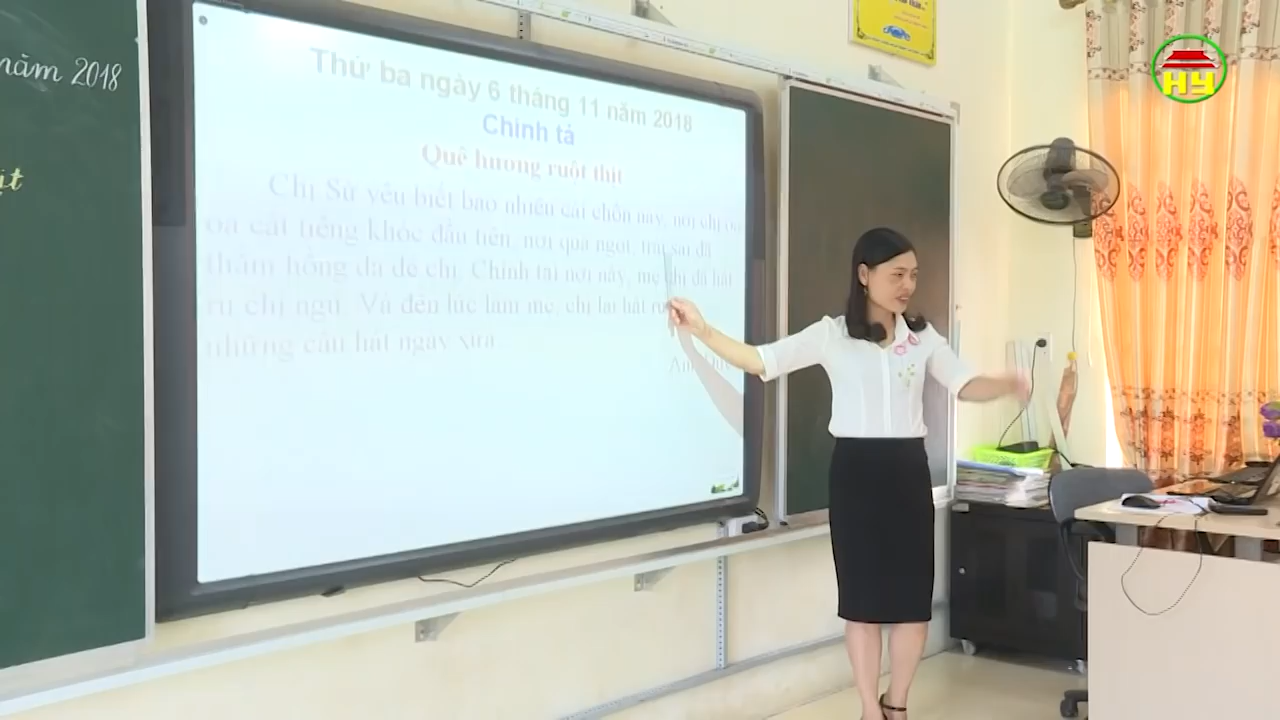 năm 2018
Thứ ba ngày 6 tháng 11 năm 2018
Chính tả
Quê hương ruột thịt
Chị Sứ yêu biết bao nhiêu cái chốn này, nơi chị oa
oa cất tiếng khóc đầu tiên, nơi quả ngọt, trái sai đã
thắm hồng da dẻ chị. Chính tại nơi này, mẹ chị đã hát
ru chị ngủ. Và đến lúc làm mẹ, chị lại hát ru
những câu hát ngày xưa
HY